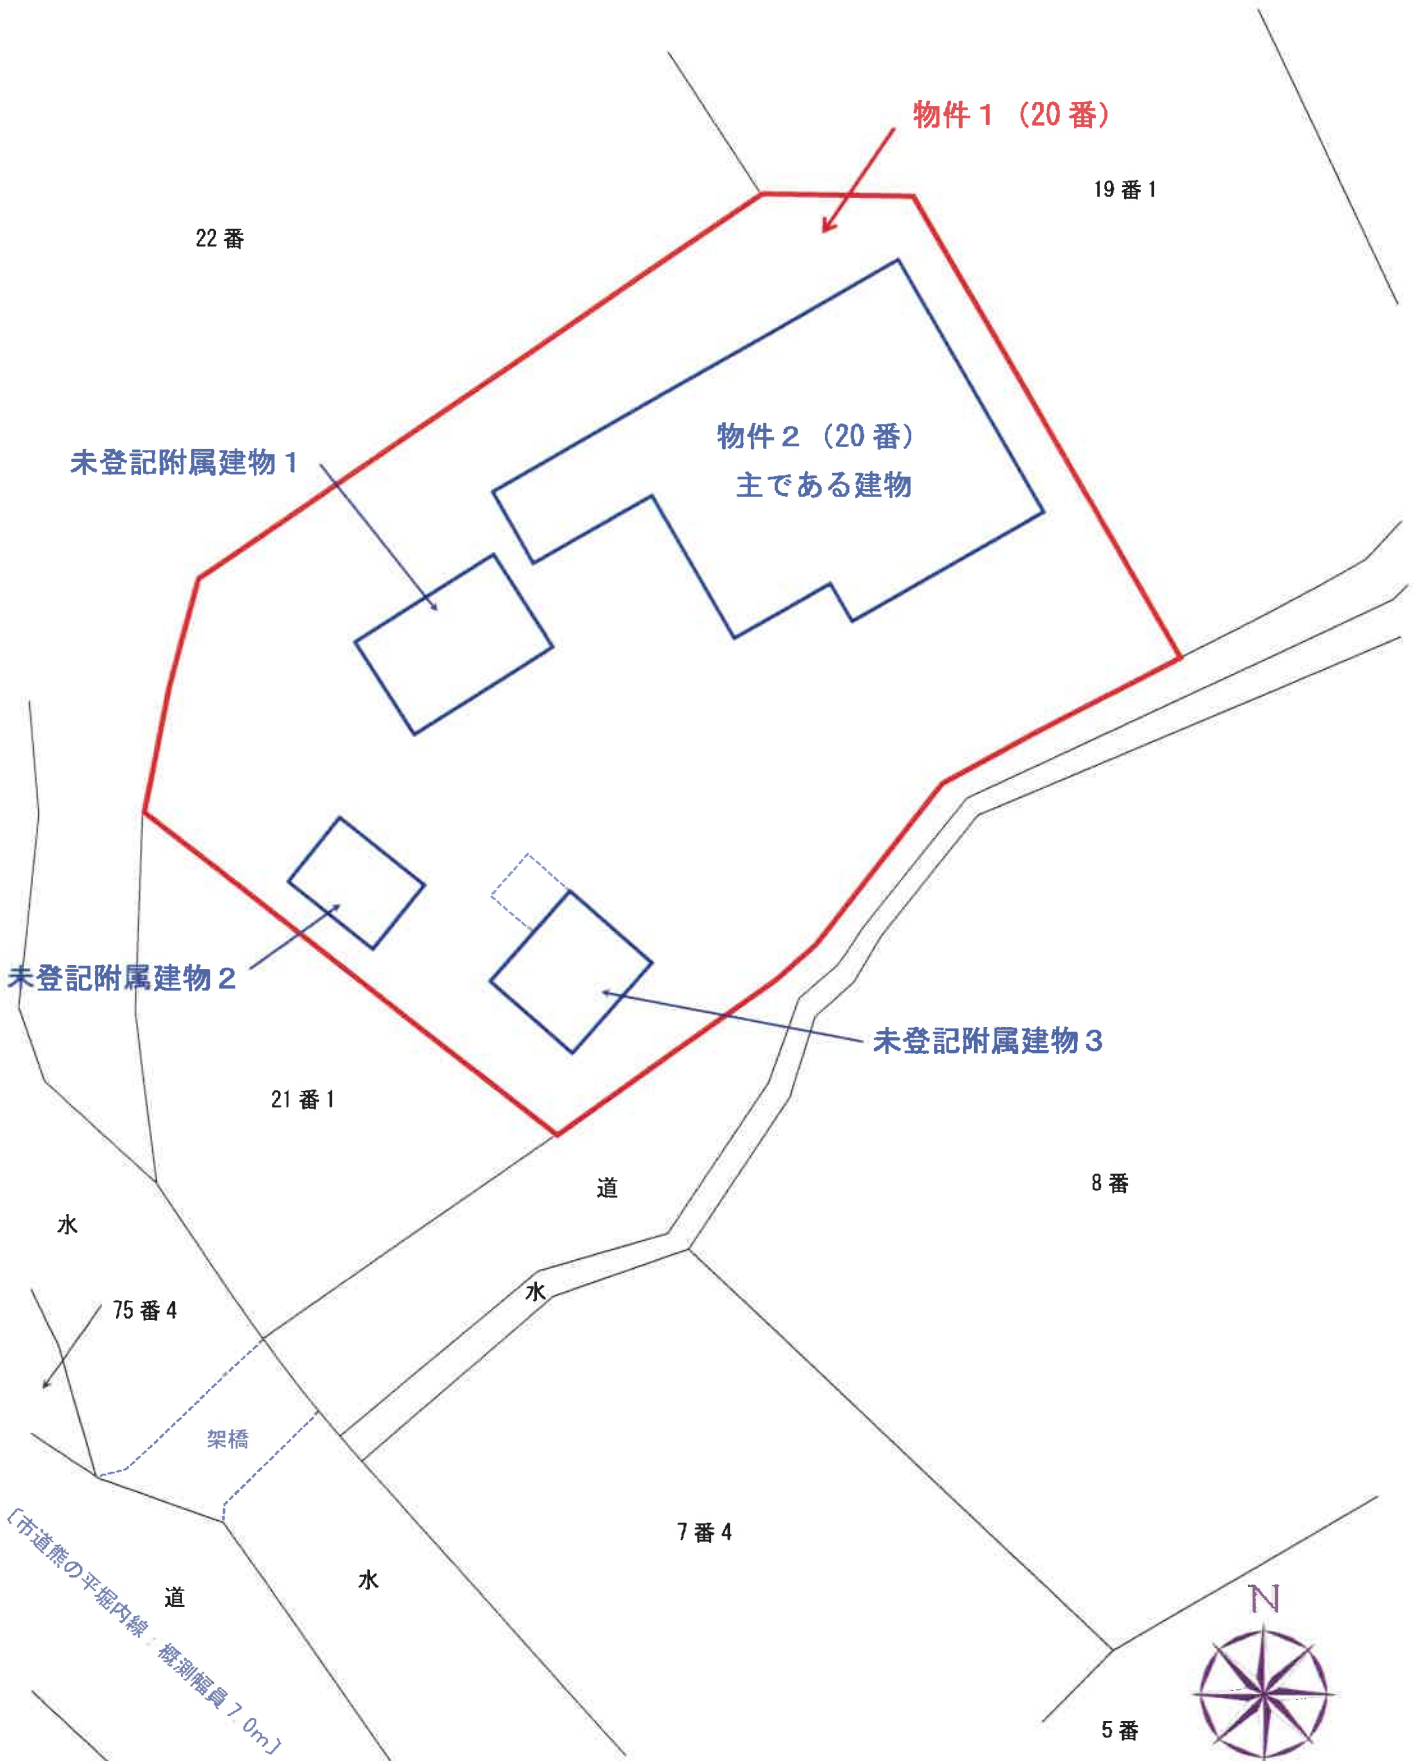 物件1（20番）
19番1
22番
物件2（20番）
主である建物
未登記附属建物1
未登記附属建物2
未登記附属建物3
21番1
道
8番
水
水
75番4
架橋
7番4
水
道
〔市道熊の平堀内線：概測幅員7.0m〕
N
5番